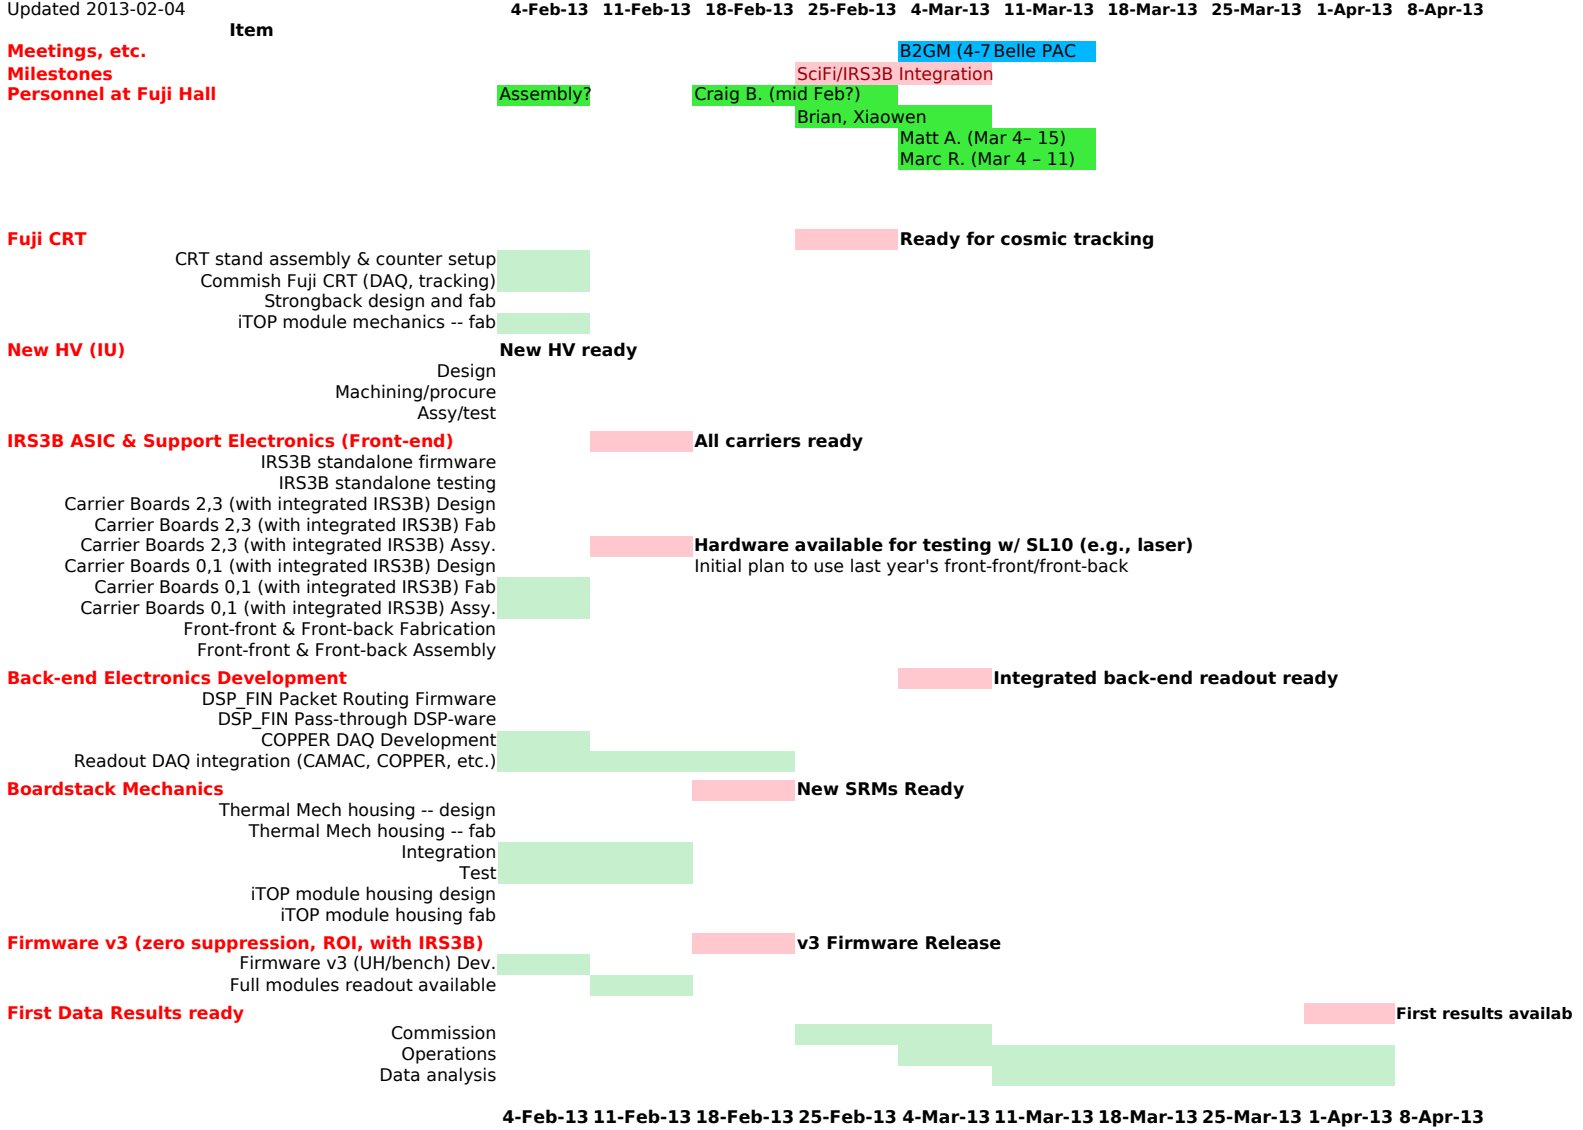 Updated 2013-02-04 4-Feb-13 11-Feb-13 18-Feb-13 25-Feb-13 4-Mar-13 11-Mar-13 18-Mar-13 25-Mar-13 1-Apr-13 8-Apr-13
Item
Meetings, etc. B2GM (4-7 Belle PAC
Milestones SciFi/IRS3B Integration
Personnel at Fuji Hall Assembly? Craig B. (mid Feb?)
Brian, Xiaowen
Matt A. (Mar 4– 15)
Marc R. (Mar 4 – 11)
Fuji CRT Ready for cosmic tracking
CRT stand assembly & counter setup
Commish Fuji CRT (DAQ, tracking)
Strongback design and fab
iTOP module mechanics -- fab
New HV (IU) New HV ready
Design
Machining/procure
Assy/test
IRS3B ASIC & Support Electronics (Front-end) All carriers ready
IRS3B standalone firmware
IRS3B standalone testing
Carrier Boards 2,3 (with integrated IRS3B) Design
Carrier Boards 2,3 (with integrated IRS3B) Fab
Carrier Boards 2,3 (with integrated IRS3B) Assy. Hardware available for testing w/ SL10 (e.g., laser)
Carrier Boards 0,1 (with integrated IRS3B) Design Initial plan to use last year's front-front/front-back
Carrier Boards 0,1 (with integrated IRS3B) Fab
Carrier Boards 0,1 (with integrated IRS3B) Assy.
Front-front & Front-back Fabrication
Front-front & Front-back Assembly
Back-end Electronics Development Integrated back-end readout ready
DSP_FIN Packet Routing Firmware
DSP_FIN Pass-through DSP-ware
COPPER DAQ Development
Readout DAQ integration (CAMAC, COPPER, etc.)
Boardstack Mechanics New SRMs Ready
Thermal Mech housing -- design
Thermal Mech housing -- fab
Integration
Test
iTOP module housing design
iTOP module housing fab
Firmware v3 (zero suppression, ROI, with IRS3B) v3 Firmware Release
Firmware v3 (UH/bench) Dev.
Full modules readout available
First Data Results ready First results availab
Commission
Operations
Data analysis
4-Feb-13 11-Feb-13 18-Feb-13 25-Feb-13 4-Mar-13 11-Mar-13 18-Mar-13 25-Mar-13 1-Apr-13 8-Apr-13